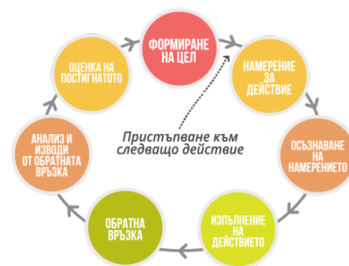 ФОРМИРАНЕ
НА ЦЕЛ
НАМЕРЕНИЕ
ЗА
ДЕЙСТВИЕ
ОСЪЗНАВАНЕ
НА
НАМЕРЕНИЕТО
ИЗПЪЛНЕНИЕ
НА
ДЕЙСТВИЕТО
ОБРАТНА
ВРЪЗКА
АНАЛИЗ И
ИЗВОДИ
ОТ ОБРАТНАТА
ВРЪЗКА
ОЦЕНКА НА
ПОСТИГНАТОТО
Пристъпване към
следващо действие